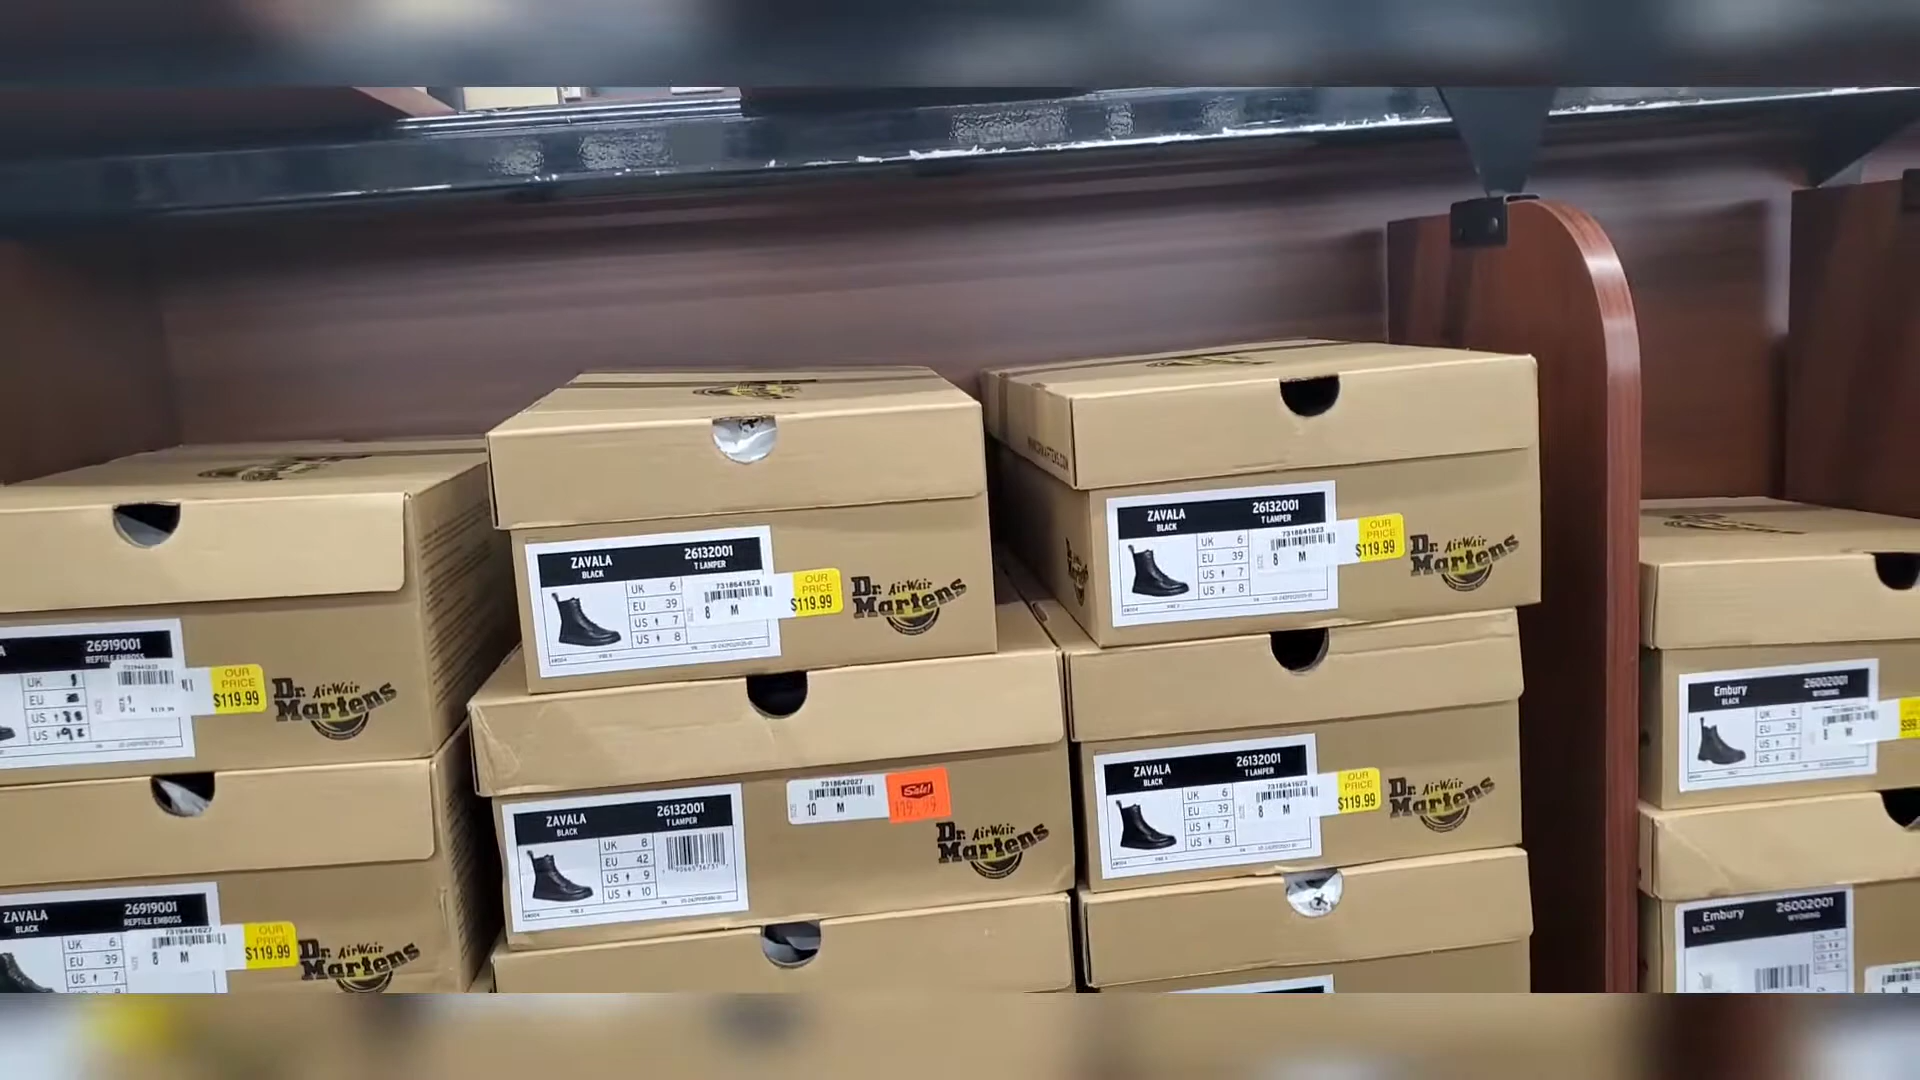 ZAVALA 26132001
BLACK T LAMPER
UK 6
EU 39
US 7
US 8
7318641623
8 M
OUR
PRICE
$119.99
Dr. AirWair
Martens
ZAVALA 26132001
BLACK T LAMPER
UK 6
EU 39
US 7
US 8
7318641623
SIZE 8 M
OUR
PRICE
$119.99
Dr. AirWair
Martens
26919001
REPTILE EMBOSS
UK
EU
US
US
OUR
PRICE
$119.99
Dr. AirWair
Martens
ZAVALA 26132001
BLACK T LAMPER
UK 8
EU 42
US 9
US 10
7318642027
10 M
Sale!
Dr. AirWair
Martens
ZAVALA 26132001
BLACK T LAMPER
UK 6
EU 39
US 7
US 8
7318641623
8 M
OUR
PRICE
$119.99
Dr. AirWair
Martens
Embury 26002001
BLACK WYOMING
UK 6
EU 39
US 7
US 8
8 M
ZAVALA 26919001
BLACK REPTILE EMBOSS
UK 6
EU 39
US 7
7319441627
8 M
OUR
PRICE
$119.99
Dr. AirWair
Martens
Embury 26002001
BLACK WYOMING